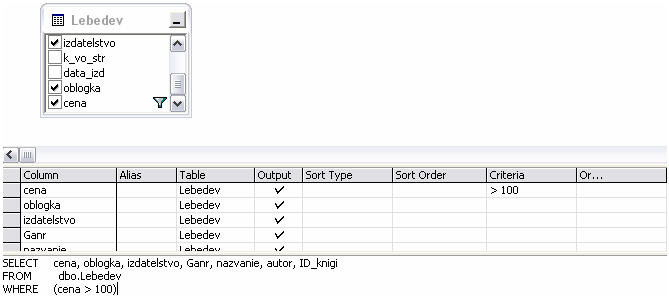 Lebedev
izdatelstvo
k_vo_str
data_izd
oblogka
cena
Column Alias Table Output Sort Type Sort Order Criteria Or...
cena Lebedev > 100
oblogka Lebedev
izdatelstvo Lebedev
Ganr Lebedev
nazvanie Lebedev
SELECT cena, oblogka, izdatelstvo, Ganr, nazvanie, autor, ID_knigi
FROM dbo.Lebedev
WHERE (cena > 100)